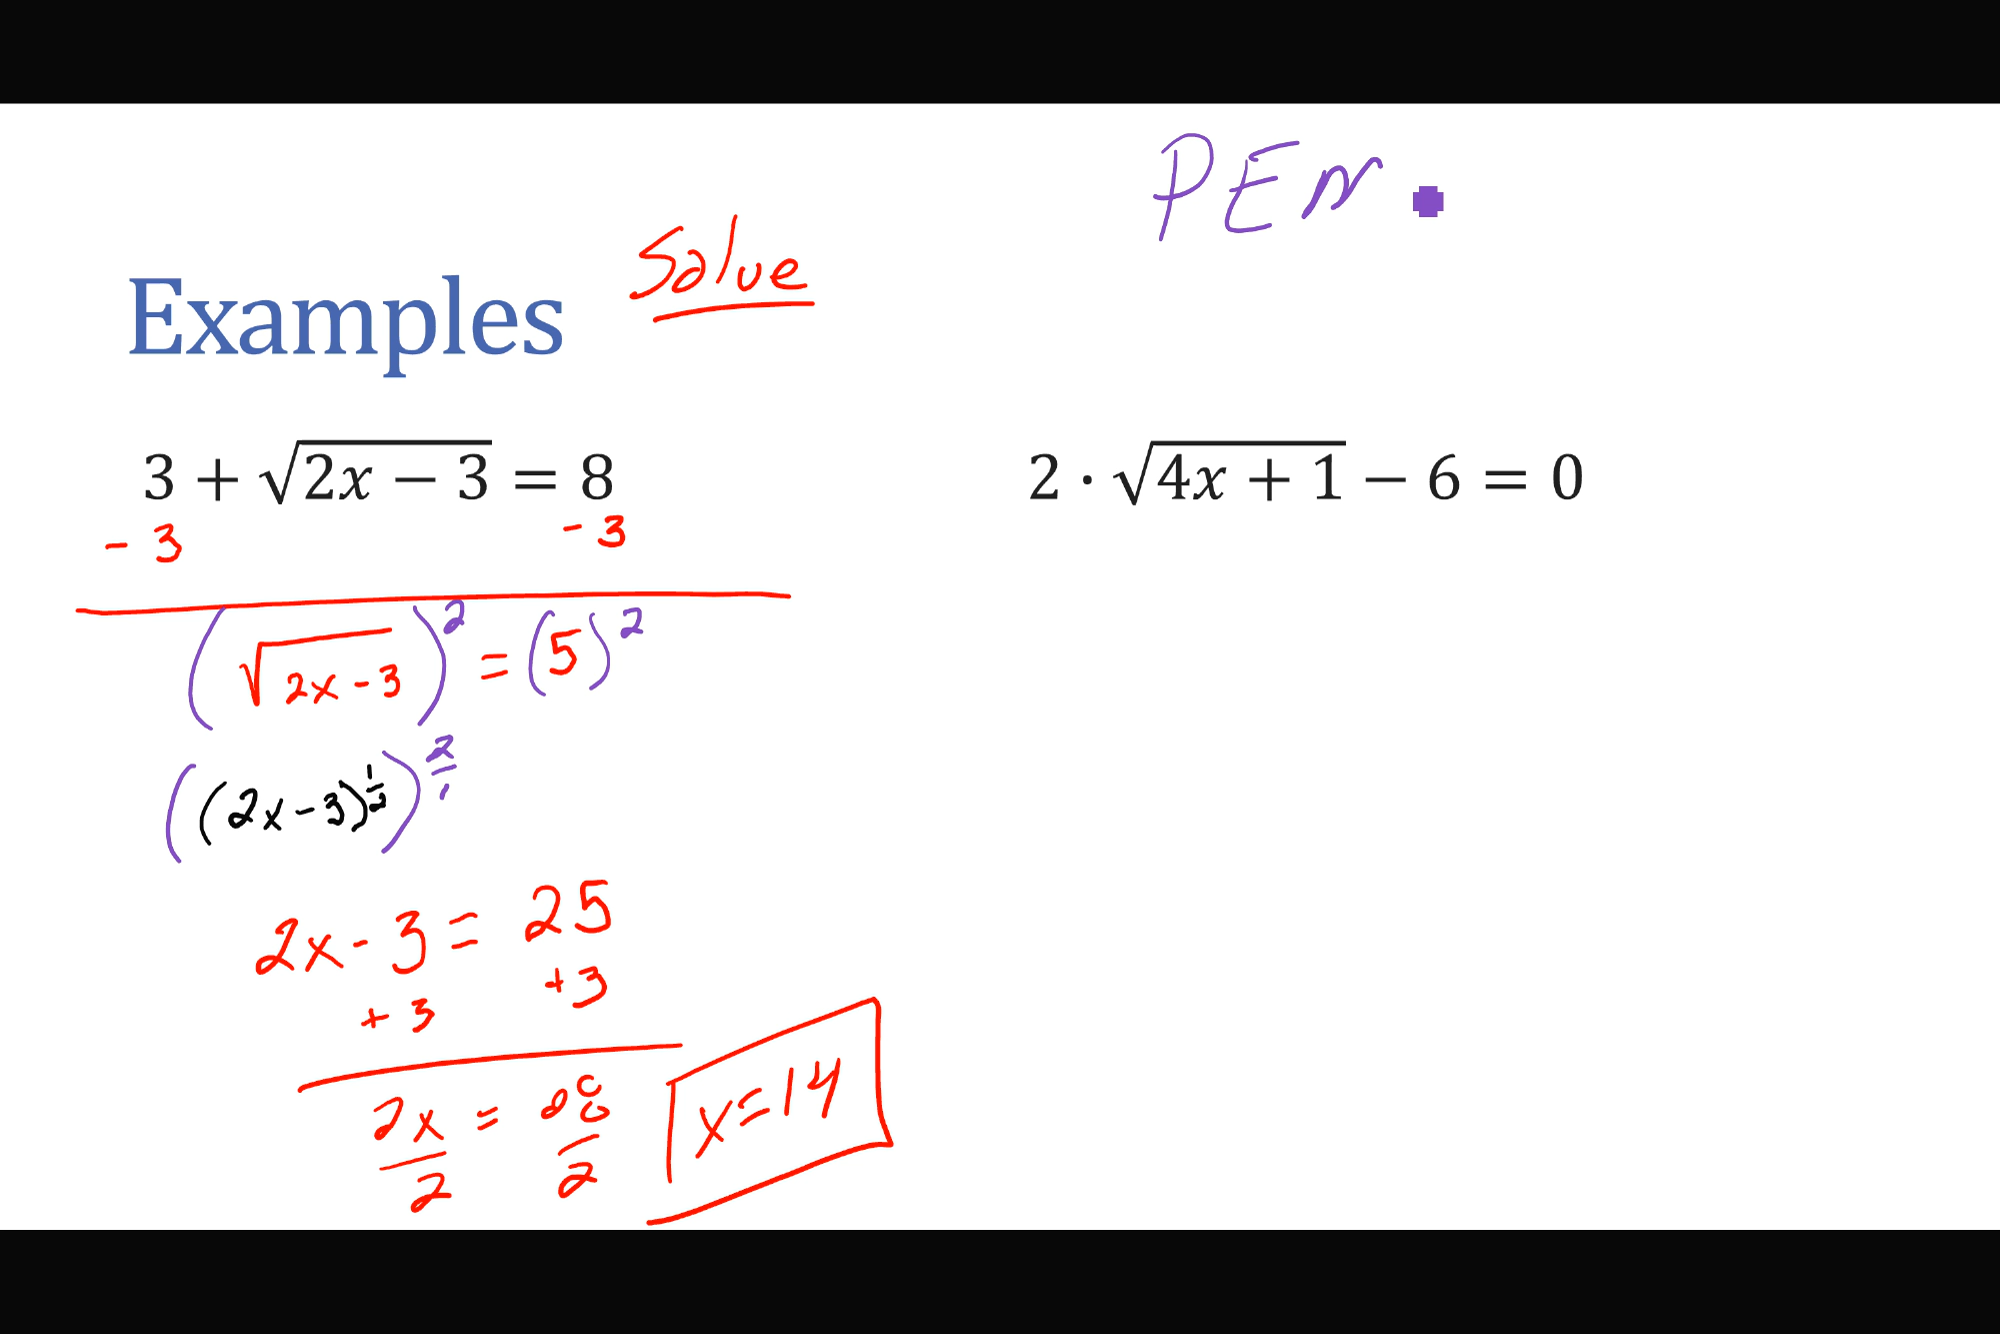 PEM
Solve
Examples
3 + √2x − 3 = 8
- 3 - 3
(√2x - 3)² = (5)²
((2x - 3)^1/2)^2/1
2x - 3 = 25
+ 3 + 3
2x/2 = 28/2
x = 14
2 · √4x + 1 − 6 = 0